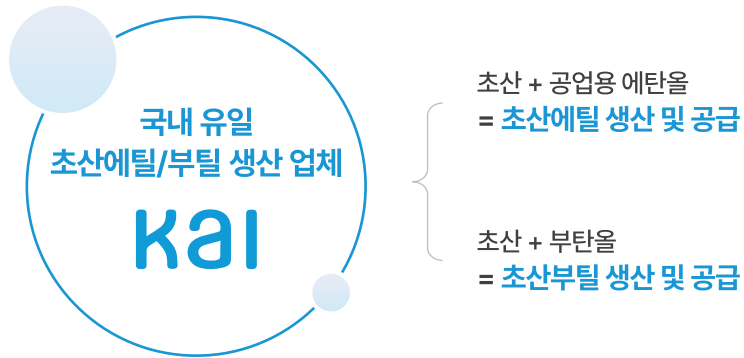 국내 유일
초산에틸/부틸 생산 업체
KAI
초산 + 공업용 에탄올
= 초산에틸 생산 및 공급
초산 + 부탄올
= 초산부틸 생산 및 공급